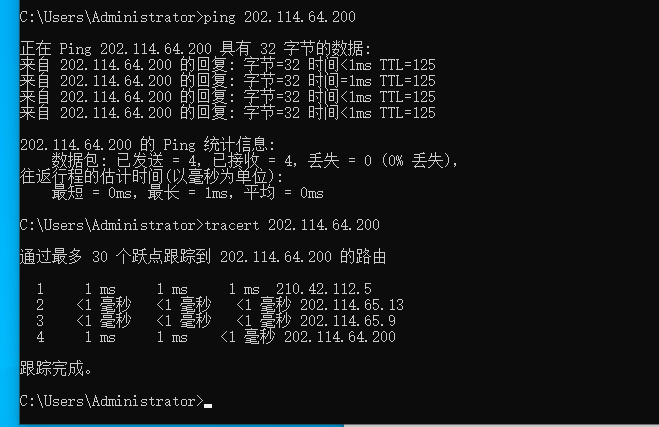 C:\Users\Administrator>ping 202.114.64.200
正在 Ping 202.114.64.200 具有 32 字节的数据:
来自 202.114.64.200 的回复: 字节=32 时间<1ms TTL=125
来自 202.114.64.200 的回复: 字节=32 时间=1ms TTL=125
来自 202.114.64.200 的回复: 字节=32 时间<1ms TTL=125
来自 202.114.64.200 的回复: 字节=32 时间<1ms TTL=125
202.114.64.200 的 Ping 统计信息:
数据包: 已发送 = 4, 已接收 = 4, 丢失 = 0 (0% 丢失),
往返行程的估计时间(以毫秒为单位):
最短 = 0ms, 最长 = 1ms, 平均 = 0ms
C:\Users\Administrator>tracert 202.114.64.200
通过最多 30 个跃点跟踪到 202.114.64.200 的路由
1 1 ms 1 ms 1 ms 210.42.112.5
2 <1 毫秒 <1 毫秒 <1 毫秒 202.114.65.13
3 <1 毫秒 <1 毫秒 <1 毫秒 202.114.65.9
4 1 ms 1 ms <1 毫秒 202.114.64.200
跟踪完成。
C:\Users\Administrator>